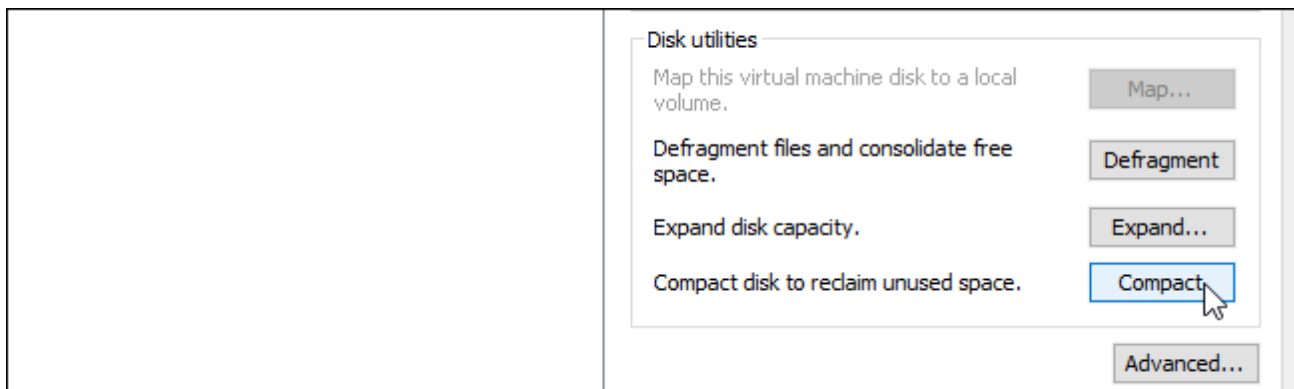 Disk utilities
Map this virtual machine disk to a local
volume.
Map...
Defragment files and consolidate free
space.
Defragment
Expand disk capacity.
Expand...
Compact disk to reclaim unused space.
Compact
Advanced...